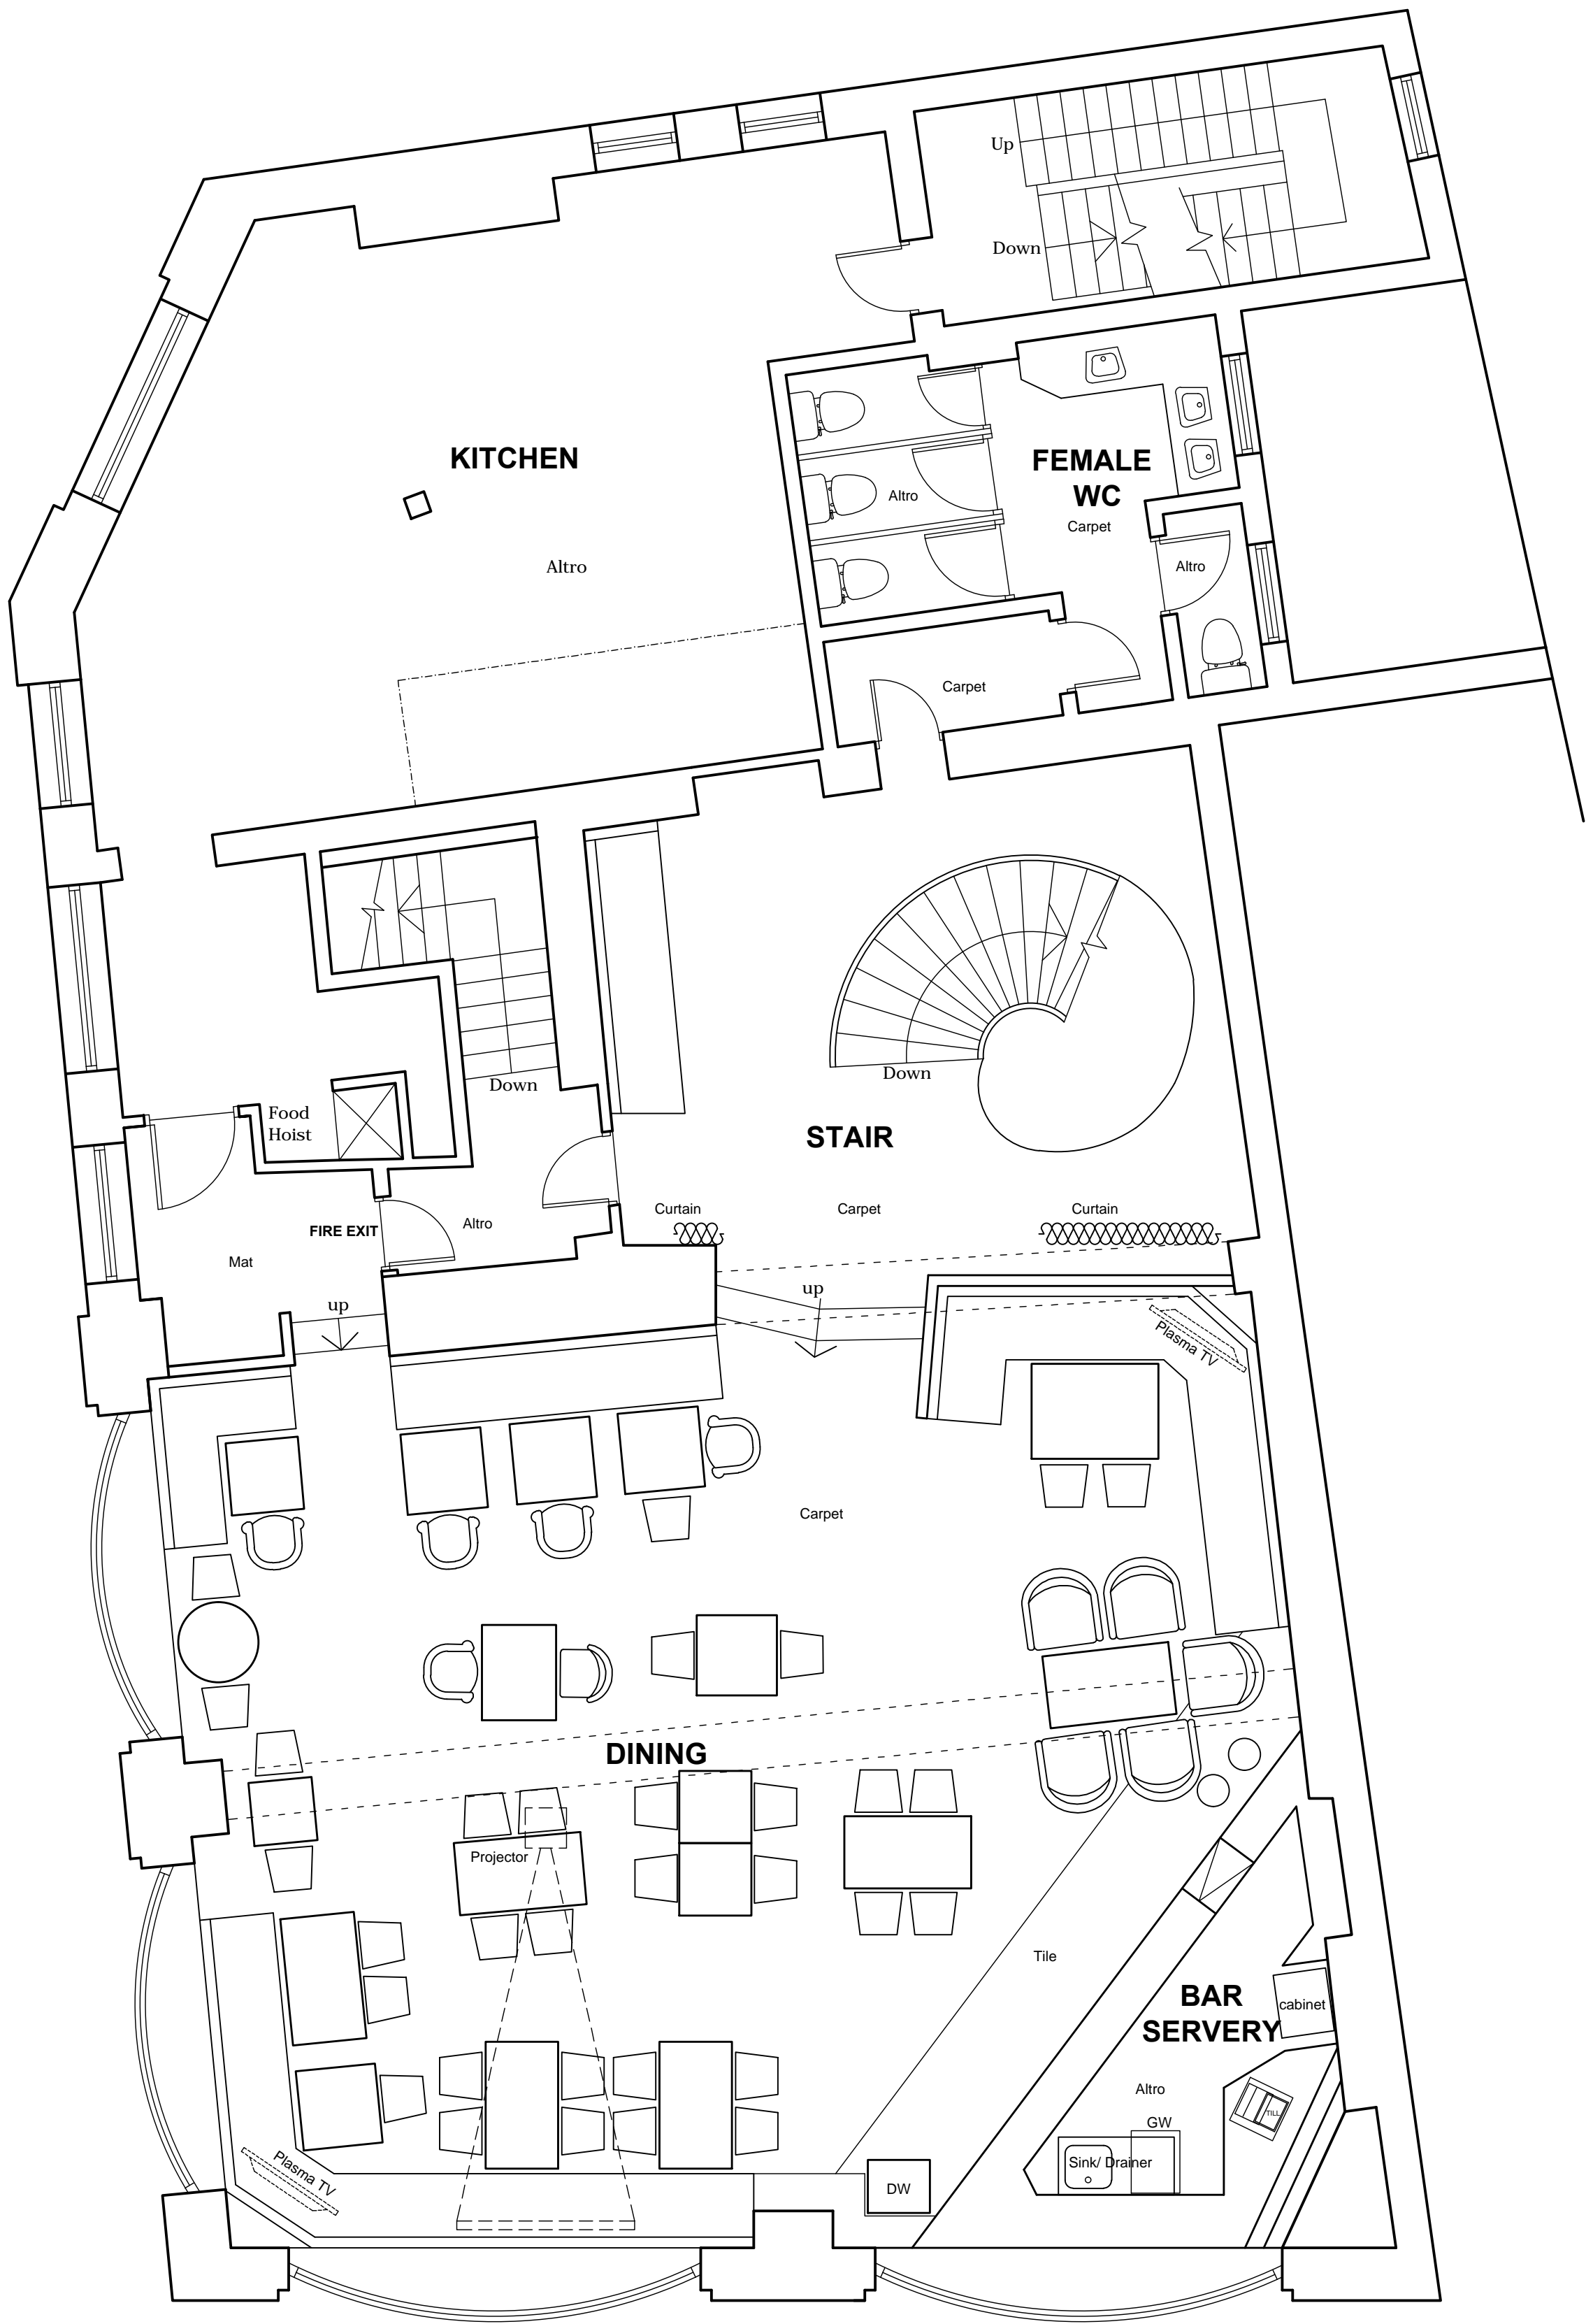 Up
Down
KITCHEN
FEMALE
WC
Carpet
Altro
Altro
Altro
Carpet
Down
Down
Food
Hoist
STAIR
Curtain
Carpet
Curtain
FIRE EXIT
Altro
Mat
up
up
Plasma TV
Carpet
DINING
Projector
Tile
BAR
SERVERY
cabinet
Altro
GW
TILL
Sink/ Drainer
Plasma TV
DW